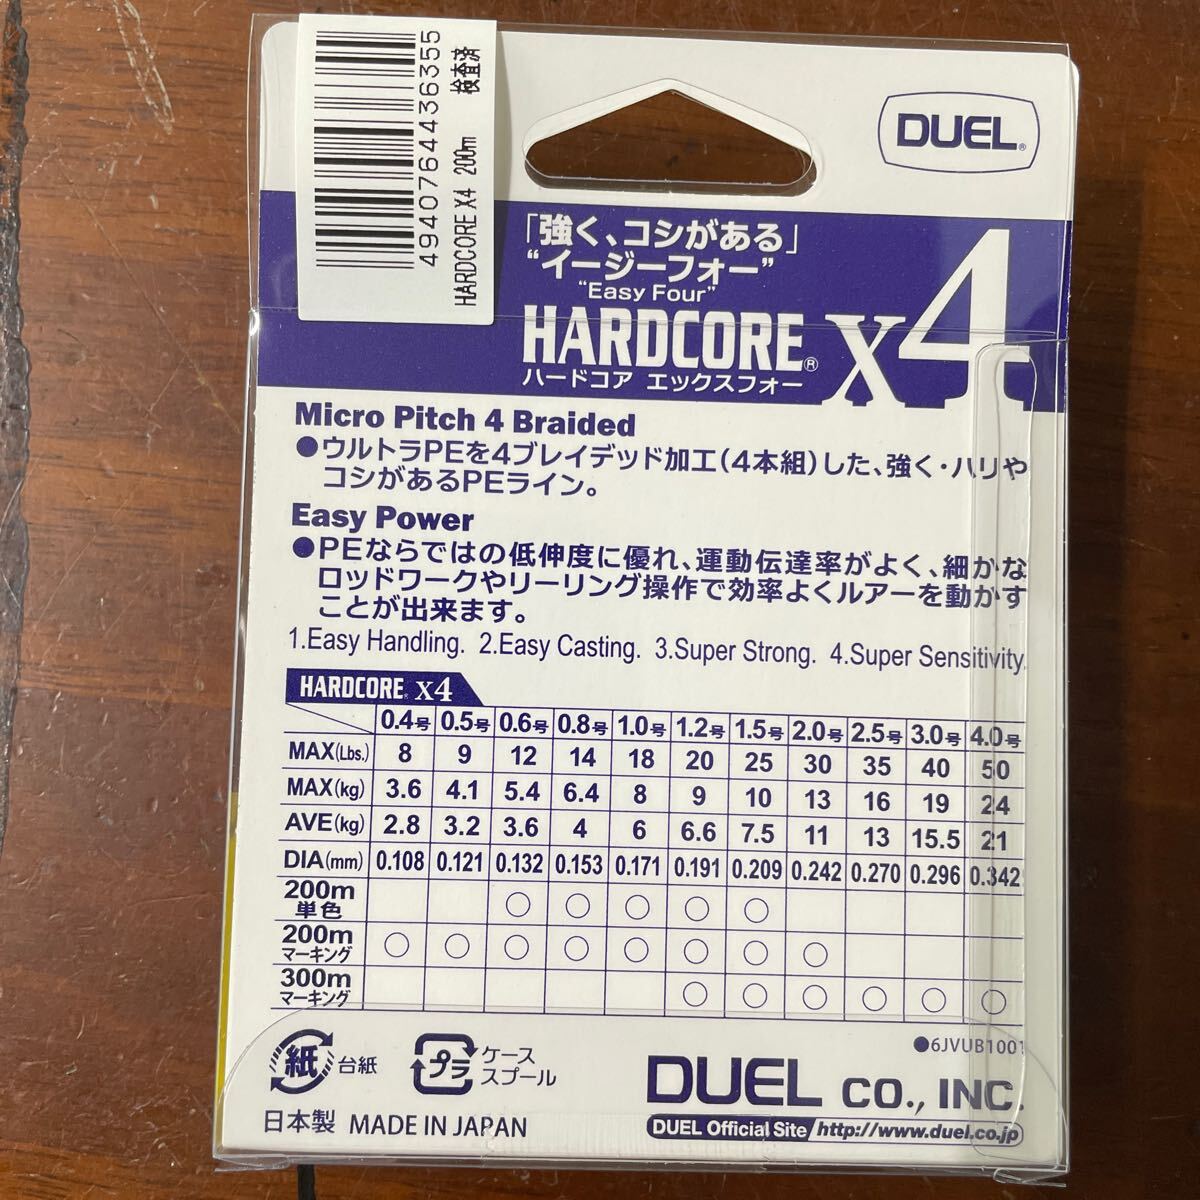 4940764436355
HARDCORE X4 200m 検査済
DUEL®
「強く、コシがある」
“イージーフォー”
“Easy Four”
HARDCORE® X4
ハードコア エックスフォー
Micro Pitch 4 Braided
●ウルトラPEを4ブレイデッド加工(4本組)した、強く・ハリや
コシがあるPEライン。
Easy Power
●PEならではの低伸度に優れ、運動伝達率がよく、細かな
ロッドワークやリーリング操作で効率よくルアーを動かす
ことが出来ます。
1.Easy Handling. 2.Easy Casting. 3.Super Strong. 4.Super Sensitivity.
HARDCORE® X4
0.4号 0.5号 0.6号 0.8号 1.0号 1.2号 1.5号 2.0号 2.5号 3.0号 4.0号
MAX(Lbs.) 8 9 12 14 18 20 25 30 35 40 50
MAX(kg) 3.6 4.1 5.4 6.4 8 9 10 13 16 19 24
AVE(kg) 2.8 3.2 3.6 4 6 6.6 7.5 11 13 15.5 21
DIA(mm) 0.108 0.121 0.132 0.153 0.171 0.191 0.209 0.242 0.270 0.296 0.342
200m
単色 ○ ○ ○ ○ ○
200m
マーキング ○ ○ ○ ○ ○ ○ ○ ○
300m
マーキング ○ ○ ○ ○ ○ ○
●6JVUB1001
紙 台紙
プラ ケース
スプール
DUEL CO., INC.
日本製 MADE IN JAPAN
DUEL Official Site http://www.duel.co.jp